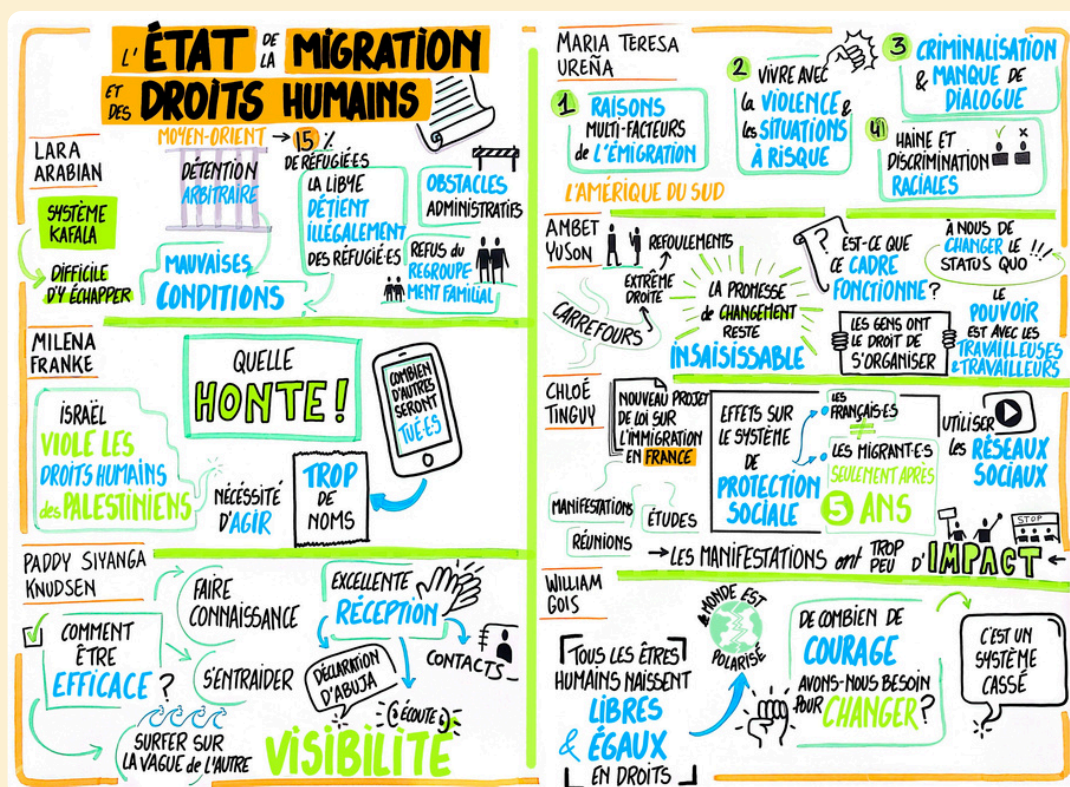 L'ÉTAT DE LA MIGRATION
ET DES DROITS HUMAINS
LARA
ARABIAN
SYSTÈME
KAFALA
DIFFICILE
D'Y ÉCHAPPER
MOYEN-ORIENT → 15 %
DE RÉFUGIÉ·ES
DÉTENTION
ARBITRAIRE
MAUVAISES
CONDITIONS
LA LIBYE
DÉTIENT
ILLÉGALEMENT
DES RÉFUGIÉ·ES
OBSTACLES
ADMINISTRATIFS
REFUS du
REGROUPE
MENT FAMILIAL
MILENA
FRANKE
ISRAËL
VIOLE LES
DROITS HUMAINS
des PALESTINIENS
QUELLE
HONTE !
NÉCESSITÉ
D'AGIR
TROP
DE
NOMS
COMBIEN
D'AUTRES
SERONT
TUÉ·ES
PADDY SIYANGA
KNUDSEN
COMMENT
ÊTRE
EFFICACE ?
FAIRE
CONNAISSANCE
S'ENTRAIDER
SURFER SUR
LA VAGUE de L'AUTRE
EXCELLENTE
RÉCEPTION
DÉCLARATION
D'ABUJA
ÉCOUTE
CONTACTS
VISIBILITÉ
MARIA TERESA
UREÑA
1 RAISONS
MULTI-FACTEURS
de L'ÉMIGRATION
2 VIVRE AVEC
la VIOLENCE &
les SITUATIONS
À RISQUE
3 CRIMINALISATION
& MANQUE DE
DIALOGUE
4 HAINE ET
DISCRIMINATION
RACIALES
L'AMÉRIQUE DU SUD
AMBET
YUSON
REFOULEMENTS
EXTRÊME
DROITE
CARREFOURS
LA PROMESSE
de CHANGEMENT
RESTE
INSAISISSABLE
?
EST-CE QUE
CE CADRE
FONCTIONNE ?
À NOUS DE
CHANGER LE !!!
STATUS QUO
LES GENS ONT
LE DROIT DE
S'ORGANISER
LE
POUVOIR
EST AVEC LES
TRAVAILLEUSES
& TRAVAILLEURS
CHLOÉ
TINGUY
NOUVEAU PROJET
DE LOI SUR
L'IMMIGRATION
EN FRANCE
MANIFESTATIONS
ÉTUDES
RÉUNIONS
EFFETS SUR
LE SYSTÈME
DE
PROTECTION
SOCIALE
LES
FRANÇAIS·ES
≠
LES MIGRANT·E·S
SEULEMENT APRÈS
5 ANS
UTILISER
les RÉSEAUX
SOCIAUX
STOP
→ LES MANIFESTATIONS ont TROP PEU D'IMPACT ←
WILLIAM
GOIS
TOUS LES ÊTRES
HUMAINS NAISSENT
LIBRES
& ÉGAUX
EN DROITS
le MONDE EST
POLARISÉ
DE COMBIEN DE
COURAGE
AVONS-NOUS BESOIN
POUR CHANGER ?
C'EST UN
SYSTÈME
CASSÉ